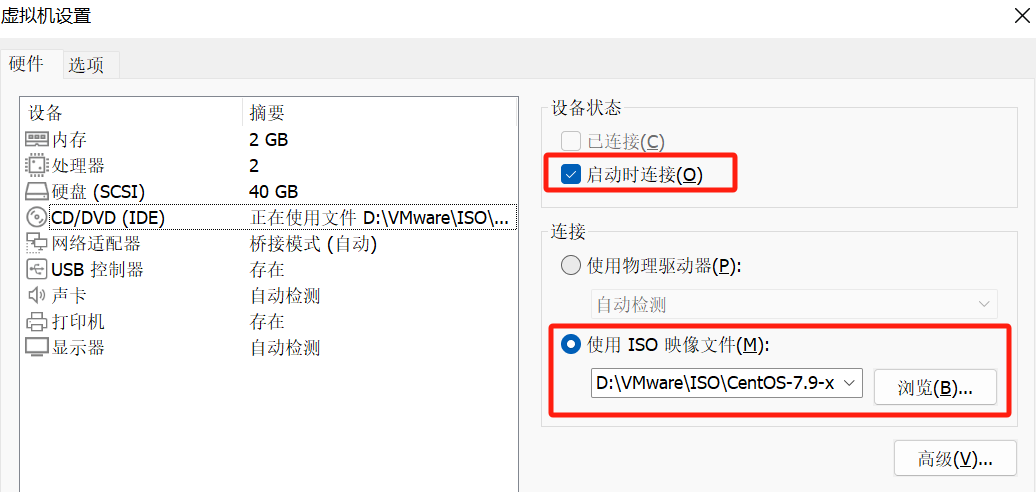 虚拟机设置
硬件 选项
设备 摘要
内存 2 GB
处理器 2
硬盘 (SCSI) 40 GB
CD/DVD (IDE) 正在使用文件 D:\VMware\ISO\...
网络适配器 桥接模式 (自动)
USB 控制器 存在
声卡 自动检测
打印机 存在
显示器 自动检测
设备状态
已连接(C)
启动时连接(O)
连接
使用物理驱动器(P):
自动检测
使用 ISO 映像文件(M):
D:\VMware\ISO\CentOS-7.9-x
浏览(B)...
高级(V)...